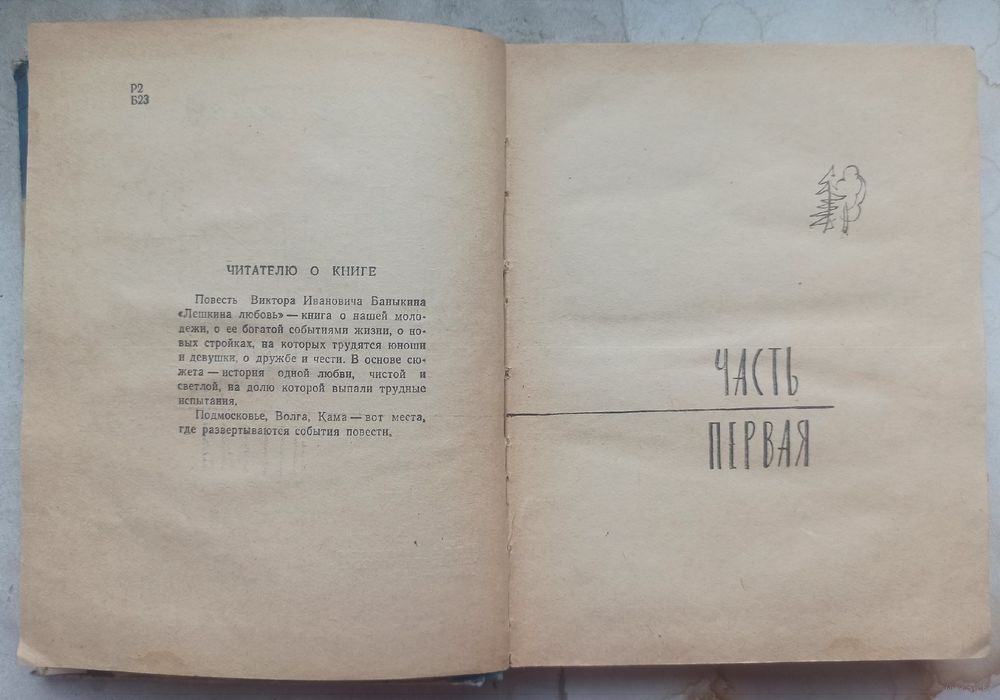 Р2
Б23
ЧИТАТЕЛЮ О КНИГЕ
Повесть Виктора Ивановича Баныкина
«Лешкина любовь» — книга о нашей моло-
дежи, о ее богатой событиями жизни, о но-
вых стройках, на которых трудятся юноши
и девушки, о дружбе и чести. В основе сю-
жета — история одной любви, чистой и
светлой, на долю которой выпали трудные
испытания.
Подмосковье, Волга, Кама — вот места,
где развертываются события повести.
ЧАСТЬ
ПЕРВАЯ